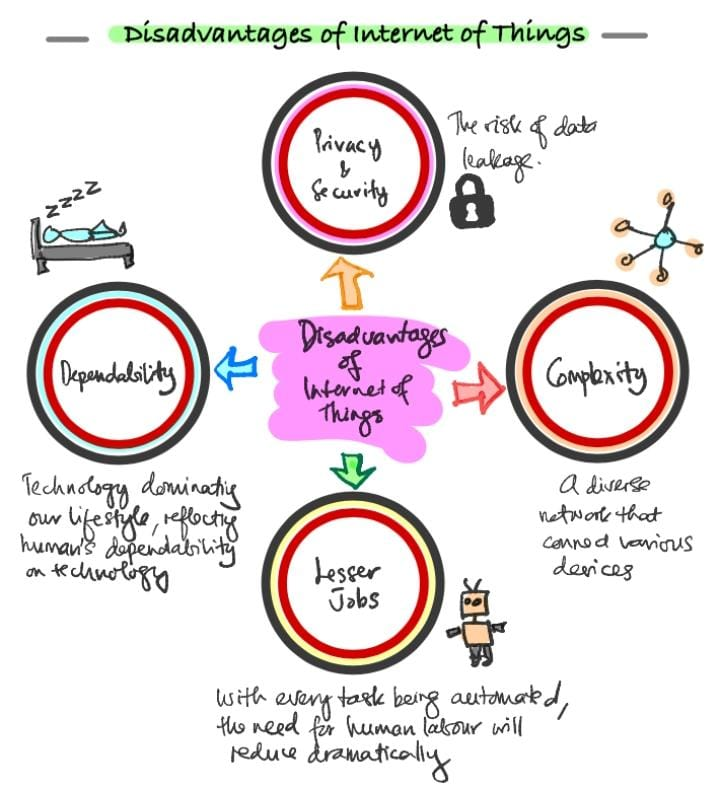 Disadvantages of Internet of Things
Privacy
&
Security
The risk of data
leakage.
zzzz
Dependability
Technology dominating
our lifestyle, reflecting
human's dependability
on technology
Disadvantages
of
Internet of
Things
Complexity
A diverse
network that
conned various
devices
Lesser
Jobs
With every task being automated,
the need for human labour will
reduce dramatically